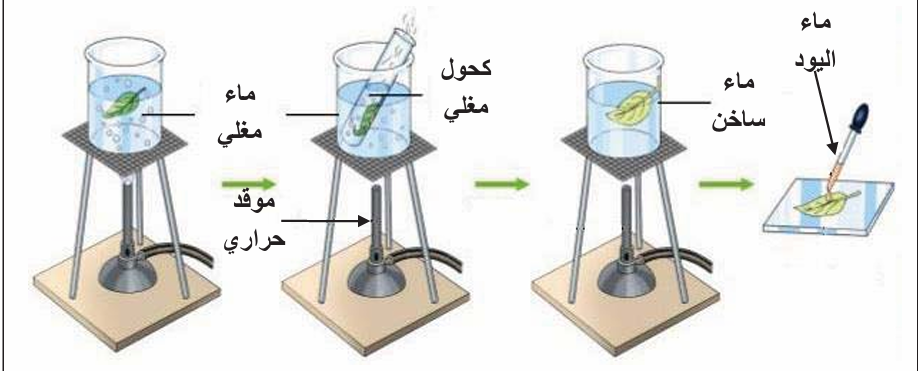 ماء
اليود
كحول
مغلي
ماء
ساخن
ماء
مغلي
موقد
حراري